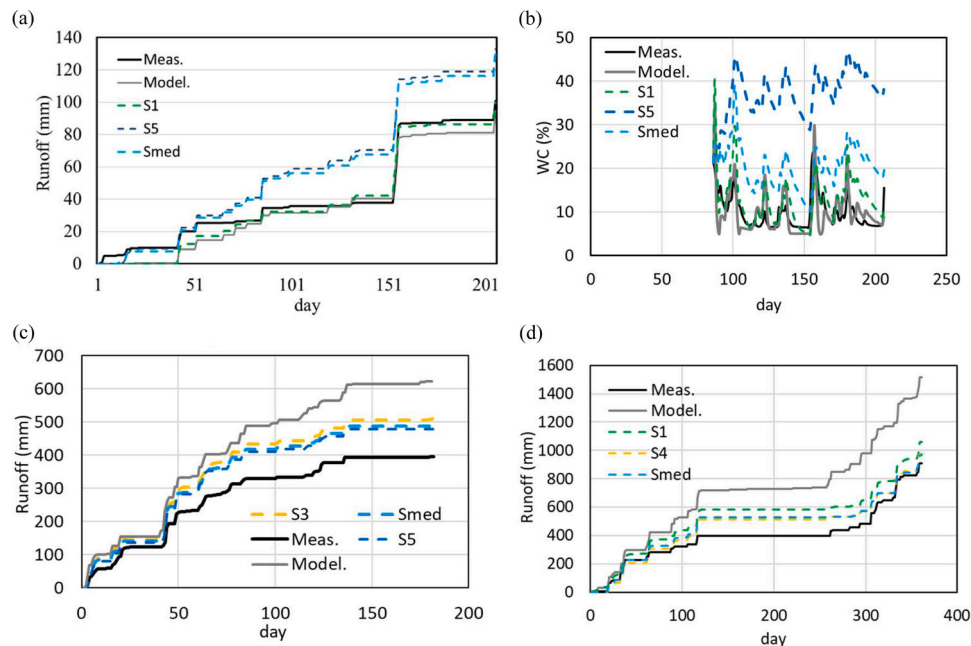 (a)
140
120
100
80
60
40
20
0
Runoff (mm)
Meas.
Model.
S1
S5
Smed
1 51 101 151 201
day
(b)
50
40
30
20
10
0
WC (%)
Meas.
Model.
S1
S5
Smed
0 50 100 150 200 250
day
(c)
700
600
500
400
300
200
100
0
Runoff (mm)
S3 Smed
Meas. S5
Model.
0 50 100 150 200
day
(d)
1600
1400
1200
1000
800
600
400
200
0
Runoff (mm)
Meas.
Model.
S1
S4
Smed
0 100 200 300 400
day